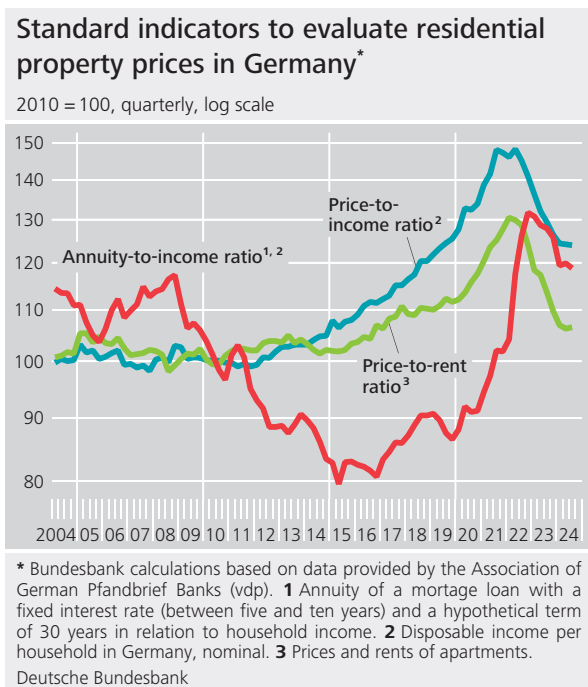 Standard indicators to evaluate residential
property prices in Germany*
2010 = 100, quarterly, log scale
150
140
130
120
110
100
90
80
Price-to-
income ratio²
Annuity-to-income ratio¹˒ ²
Price-to-rent
ratio³
2004 05 06 07 08 09 10 11 12 13 14 15 16 17 18 19 20 21 22 23 24
* Bundesbank calculations based on data provided by the Association of
German Pfandbrief Banks (vdp). 1 Annuity of a mortage loan with a
fixed interest rate (between five and ten years) and a hypothetical term
of 30 years in relation to household income. 2 Disposable income per
household in Germany, nominal. 3 Prices and rents of apartments.
Deutsche Bundesbank